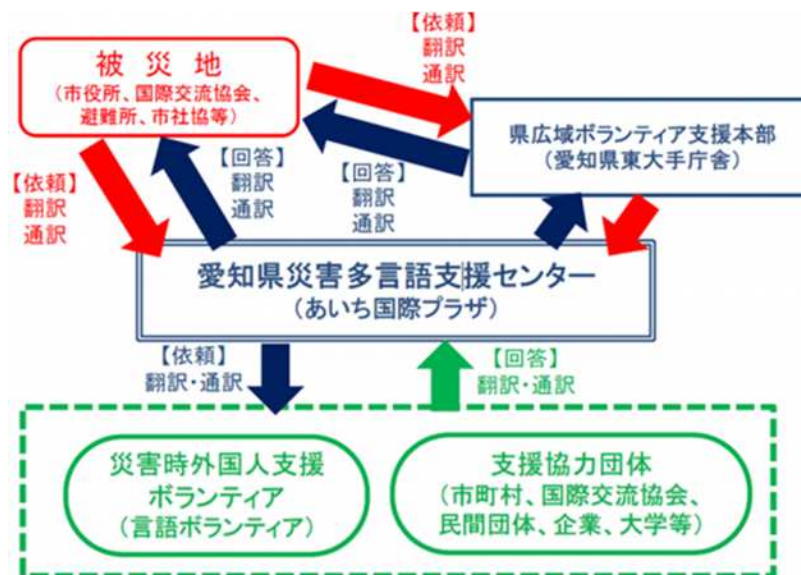 被災地
(市役所、国際交流協会、
避難所、市社協等)
【依頼】
翻訳
通訳
県広域ボランティア支援本部
(愛知県東大手庁舎)
【依頼】
翻訳
通訳
【回答】
翻訳
通訳
【回答】
翻訳
通訳
愛知県災害多言語支援センター
(あいち国際プラザ)
【依頼】
翻訳・通訳
【回答】
翻訳・通訳
災害時外国人支援
ボランティア
(言語ボランティア)
支援協力団体
(市町村、国際交流協会、
民間団体、企業、大学等)